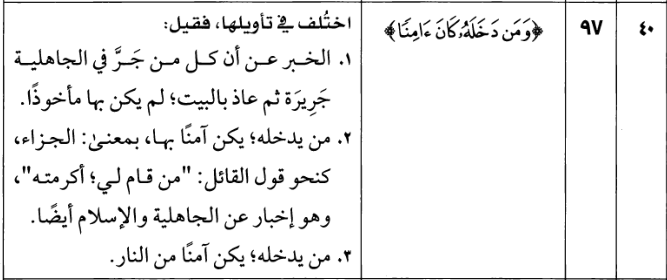 ٤٠ ٩٧ ﴿وَمَن دَخَلَهُۥ كَانَ ءَامِنًا﴾ اختُلف في تأويلها، فقيل:
١. الخبر عن أن كل من جَرَّ في الجاهلية
جَرِيرَة ثم عاذ بالبيت؛ لم يكن بها مأخوذًا.
٢. من يدخله؛ يكن آمنًا بها، بمعنىٰ: الجزاء،
كنحو قول القائل: "من قام لي؛ أكرمته"،
وهو إخبار عن الجاهلية والإسلام أيضًا.
٣. من يدخله؛ يكن آمنًا من النار.